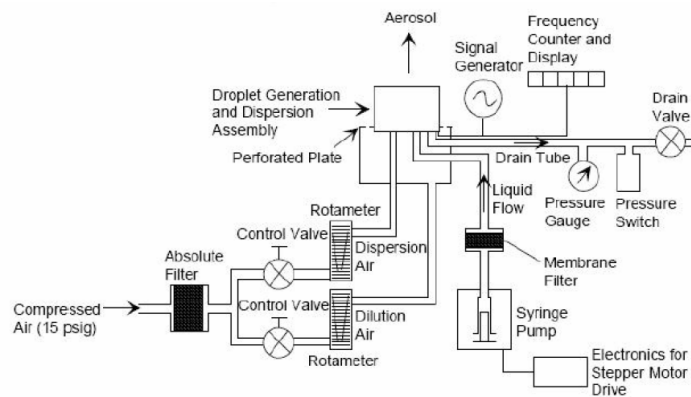 Aerosol
Signal
Generator
Frequency
Counter and
Display
Droplet Generation
and Dispersion
Assembly
Drain
Valve
Perforated Plate
Drain Tube
Rotameter
Liquid
Flow
Pressure
Gauge
Pressure
Switch
Control Valve
Dispersion
Air
Absolute
Filter
Membrane
Filter
Compressed
Air (15 psig)
Control Valve
Dilution
Air
Rotameter
Syringe
Pump
Electronics for
Stepper Motor
Drive